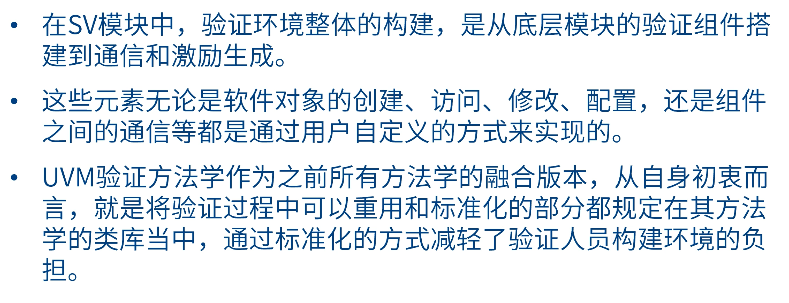 • 在SV模块中，验证环境整体的构建，是从底层模块的验证组件搭
建到通信和激励生成。
• 这些元素无论是软件对象的创建、访问、修改、配置，还是组件
之间的通信等都是通过用户自定义的方式来实现的。
• UVM验证方法学作为之前所有方法学的融合版本，从自身初衷而
言，就是将验证过程中可以重用和标准化的部分都规定在其方法
学的类库当中，通过标准化的方式减轻了验证人员构建环境的负
担。